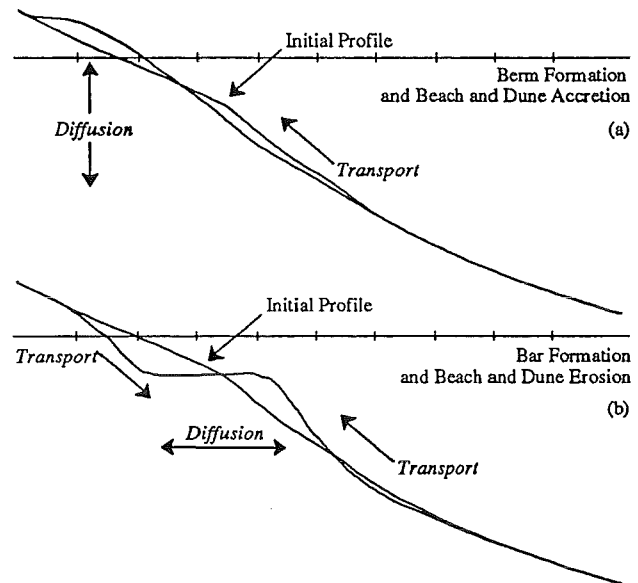 Initial Profile
Berm Formation
and Beach and Dune Accretion
Diffusion
(a)
Transport
Initial Profile
Transport
Bar Formation
and Beach and Dune Erosion
(b)
Diffusion
Transport